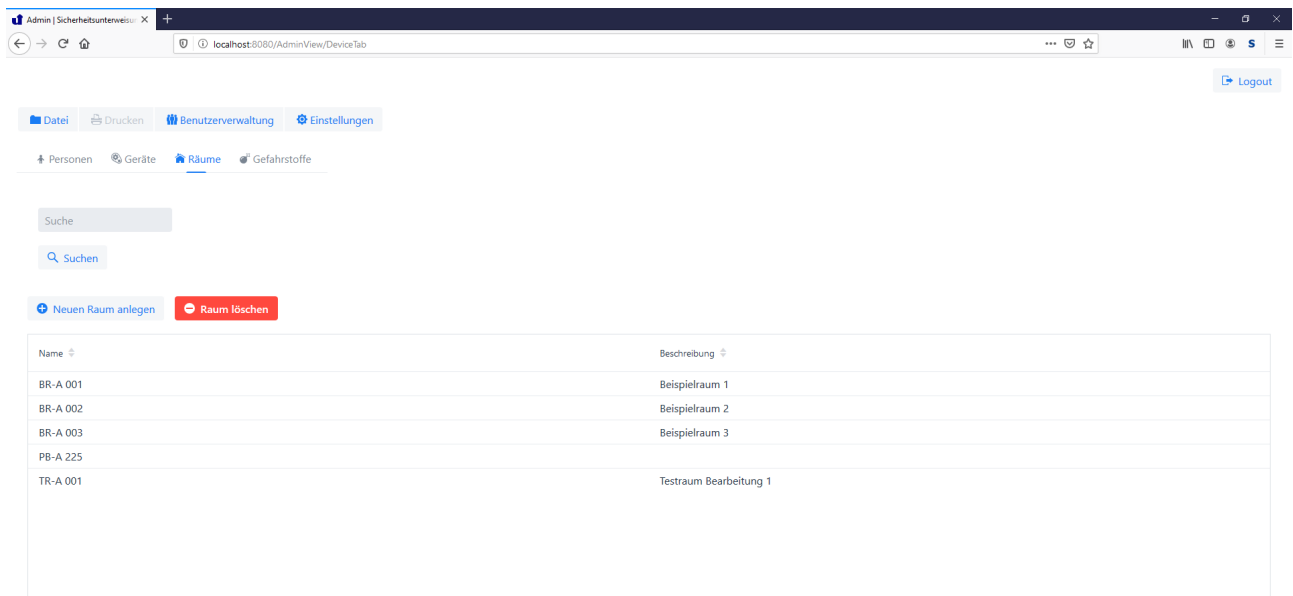 Admin | Sicherheitsunterweisun
localhost:8080/AdminView/DeviceTab
S
Logout
Datei Drucken Benutzerverwaltung Einstellungen
Personen Geräte Räume Gefahrstoffe
Suche
Suchen
Neuen Raum anlegen Raum löschen
Name Beschreibung
BR-A 001 Beispielraum 1
BR-A 002 Beispielraum 2
BR-A 003 Beispielraum 3
PB-A 225
TR-A 001 Testraum Bearbeitung 1